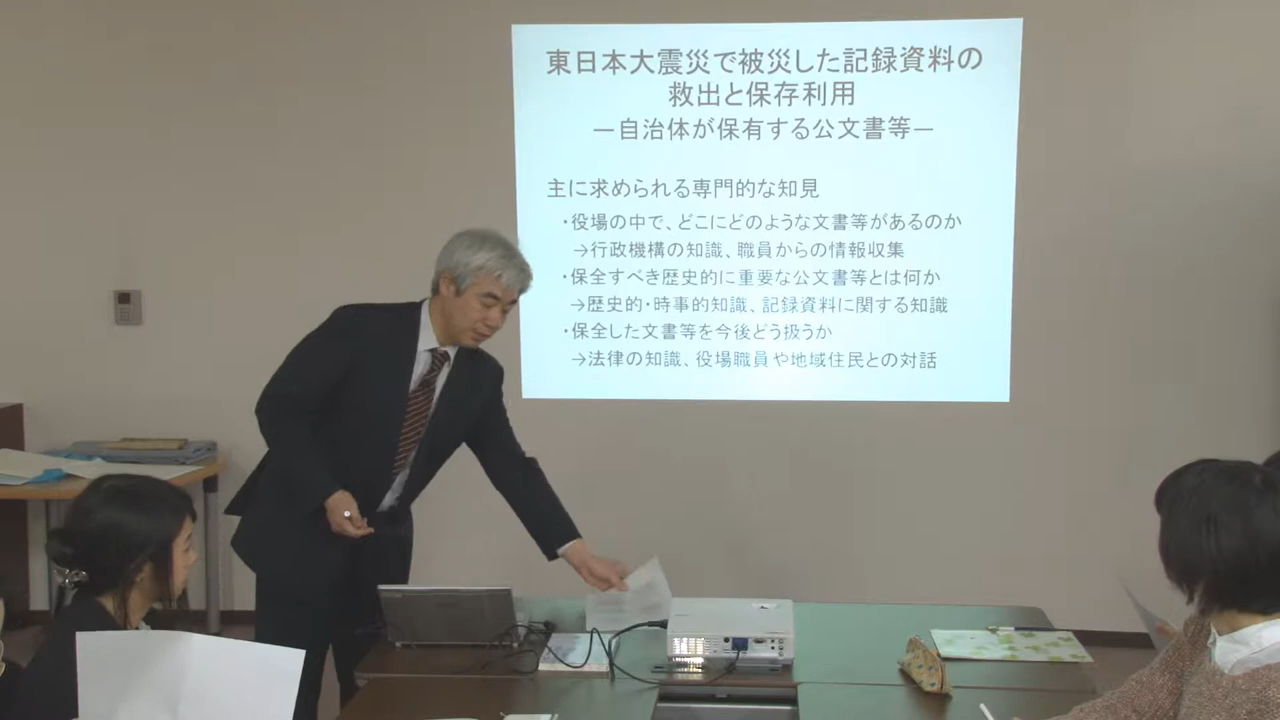 東日本大震災で被災した記録資料の
救出と保存利用
―自治体が保有する公文書等―
主に求められる専門的な知見
・役場の中で、どこにどのような文書等があるのか
→行政機構の知識、職員からの情報収集
・保全すべき歴史的に重要な公文書等とは何か
→歴史的・時事的知識、記録資料に関する知識
・保全した文書等を今後どう扱うか
→法律の知識、役場職員や地域住民との対話